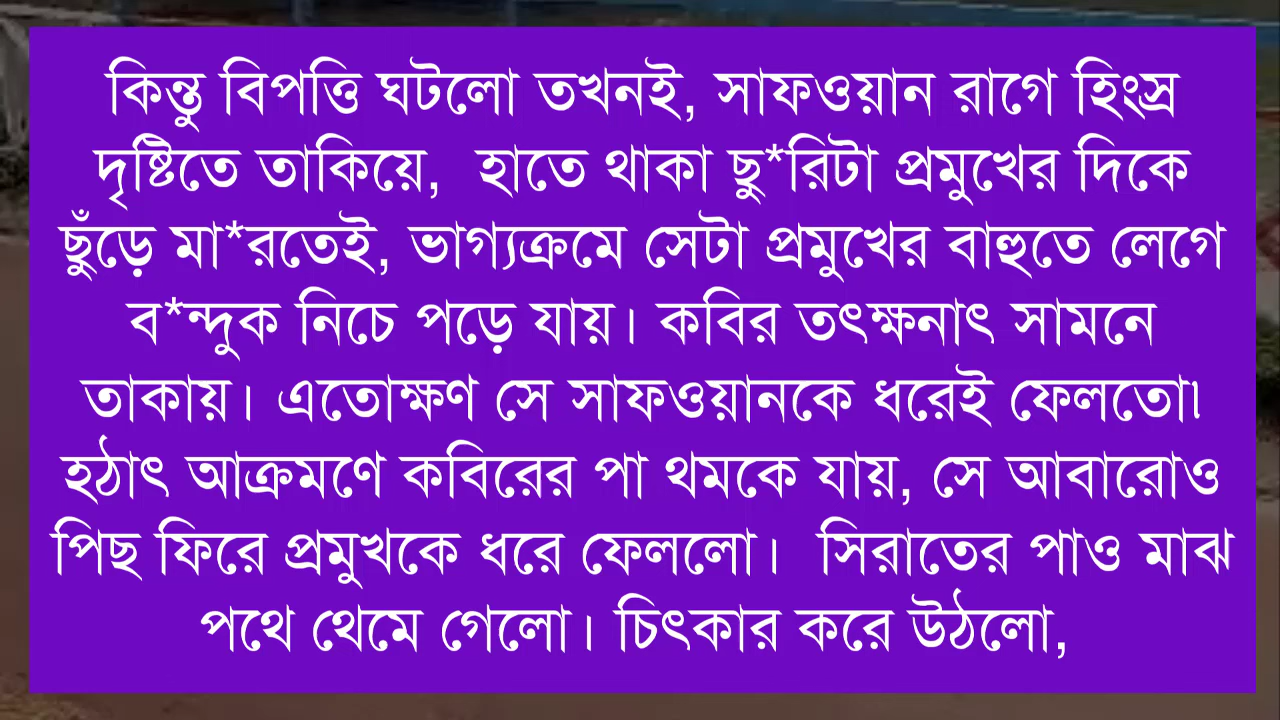 কিন্তু বিপত্তি ঘটলো তখনই, সাফওয়ান রাগে হিংস্র
দৃষ্টিতে তাকিয়ে, হাতে থাকা ছু*রিটা প্রমুখের দিকে
ছুঁড়ে মা*রতেই, ভাগ্যক্রমে সেটা প্রমুখের বাহুতে লেগে
ব*ন্দুক নিচে পড়ে যায়। কবির তৎক্ষনাৎ সামনে
তাকায়। এতোক্ষণ সে সাফওয়ানকে ধরেই ফেলতো৷
হঠাৎ আক্রমণে কবিরের পা থমকে যায়, সে আবারোও
পিছ ফিরে প্রমুখকে ধরে ফেললো। সিরাতের পাও মাঝ
পথে থেমে গেলো। চিৎকার করে উঠলো,